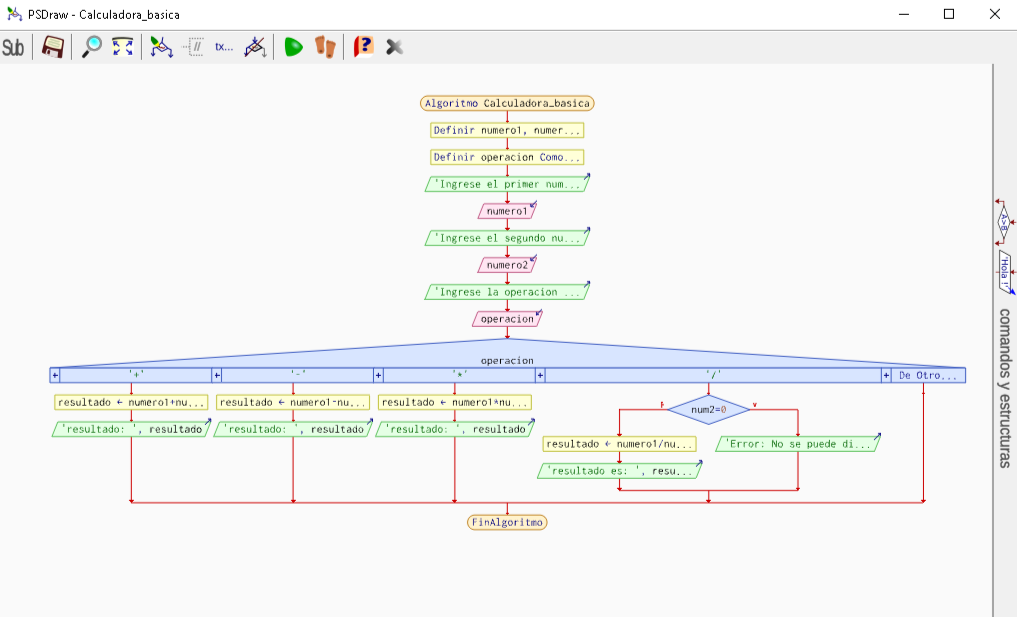 PSDraw - Calculadora_basica
Sub // tx... ?
Algoritmo Calculadora_basica
Definir numero1, numer...
Definir operacion Como...
'Ingrese el primer num...
numero1
'Ingrese el segundo nu...
numero2
'Ingrese la operacion ...
operacion
operacion
+ '+' + '-' + '*' + '/' + De Otro...
resultado ← numero1+nu... resultado ← numero1-nu... resultado ← numero1*nu...
F num2=0 V
'resultado: ', resultado 'resultado: ', resultado 'resultado: ', resultado
resultado ← numero1/nu... 'Error: No se puede di...
'resultado es: ', resu...
FinAlgoritmo
A>B
'Hola !'
comandos y estructuras